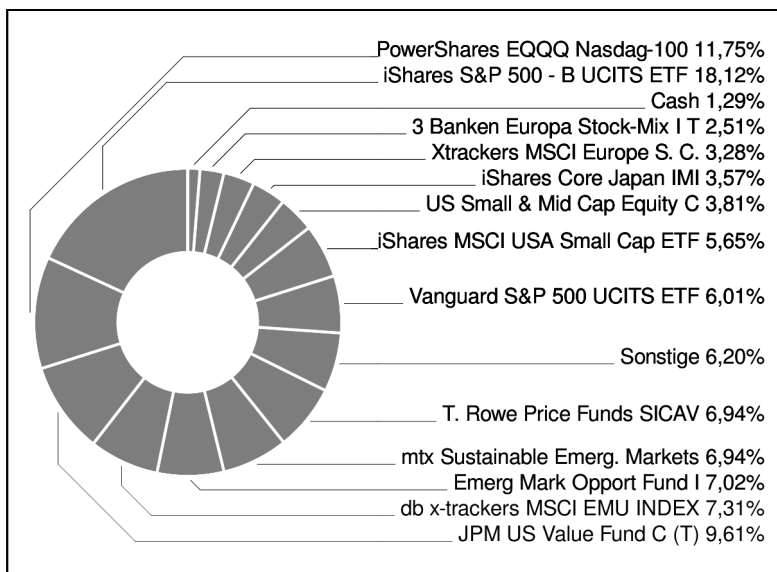 PowerShares EQQQ Nasdag-100 11,75%
iShares S&P 500 - B UCITS ETF 18,12%
Cash 1,29%
3 Banken Europa Stock-Mix I T 2,51%
Xtrackers MSCI Europe S. C. 3,28%
iShares Core Japan IMI 3,57%
US Small & Mid Cap Equity C 3,81%
iShares MSCI USA Small Cap ETF 5,65%
Vanguard S&P 500 UCITS ETF 6,01%
Sonstige 6,20%
T. Rowe Price Funds SICAV 6,94%
mtx Sustainable Emerg. Markets 6,94%
Emerg Mark Opport Fund I 7,02%
db x-trackers MSCI EMU INDEX 7,31%
JPM US Value Fund C (T) 9,61%